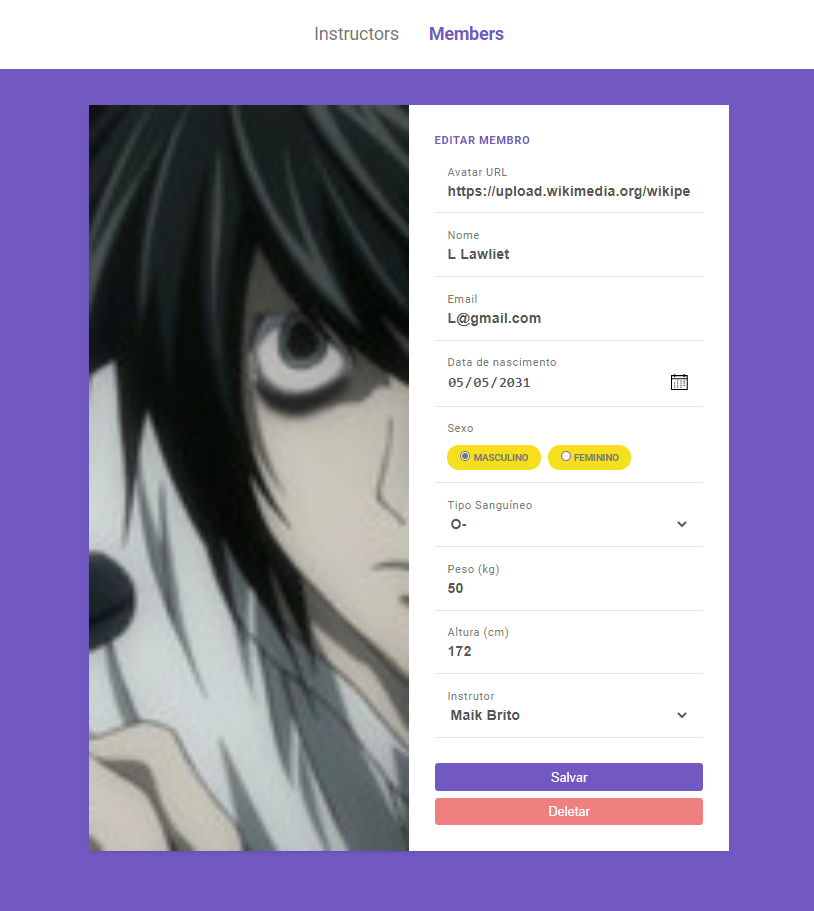 Instructors Members
EDITAR MEMBRO
Avatar URL
https://upload.wikimedia.org/wikipe
Nome
L Lawliet
Email
L@gmail.com
Data de nascimento
05/05/2031
Sexo
MASCULINO FEMININO
Tipo Sanguíneo
O-
Peso (kg)
50
Altura (cm)
172
Instrutor
Maik Brito
Salvar
Deletar